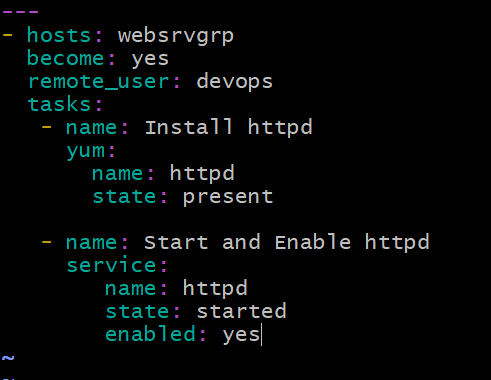 ---
- hosts: websrvgrp
  become: yes
  remote_user: devops
  tasks:
   - name: Install httpd
     yum:
       name: httpd
       state: present

   - name: Start and Enable httpd
     service:
        name: httpd
        state: started
        enabled: yes
~